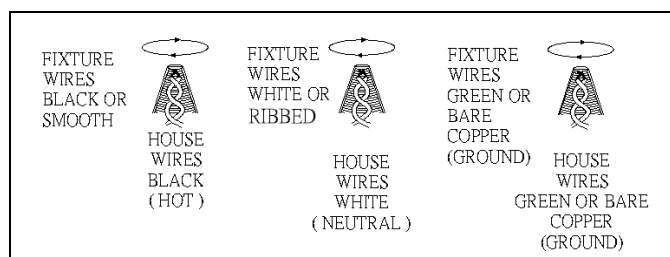 FIXTURE
WIRES
BLACK OR
SMOOTH
HOUSE
WIRES
BLACK
( HOT )
FIXTURE
WIRES
WHITE OR
RIBBED
HOUSE
WIRES
WHITE
( NEUTRAL )
FIXTURE
WIRES
GREEN OR
BARE
COPPER
(GROUND)
HOUSE
WIRES
GREEN OR BARE
COPPER
(GROUND)